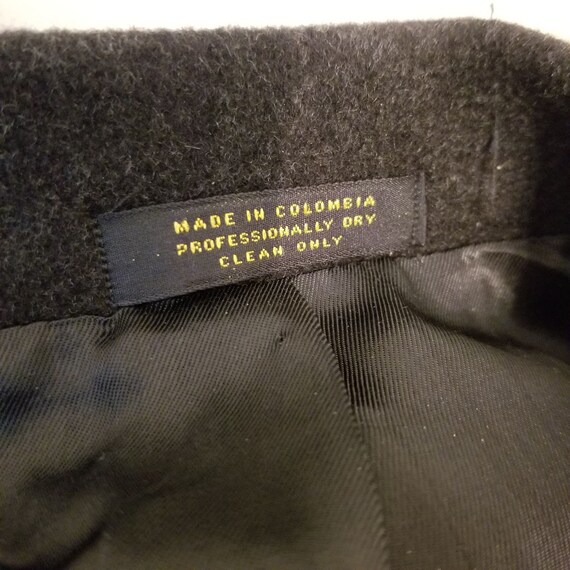 MADE IN COLOMBIA
PROFESSIONALLY DRY
CLEAN ONLY